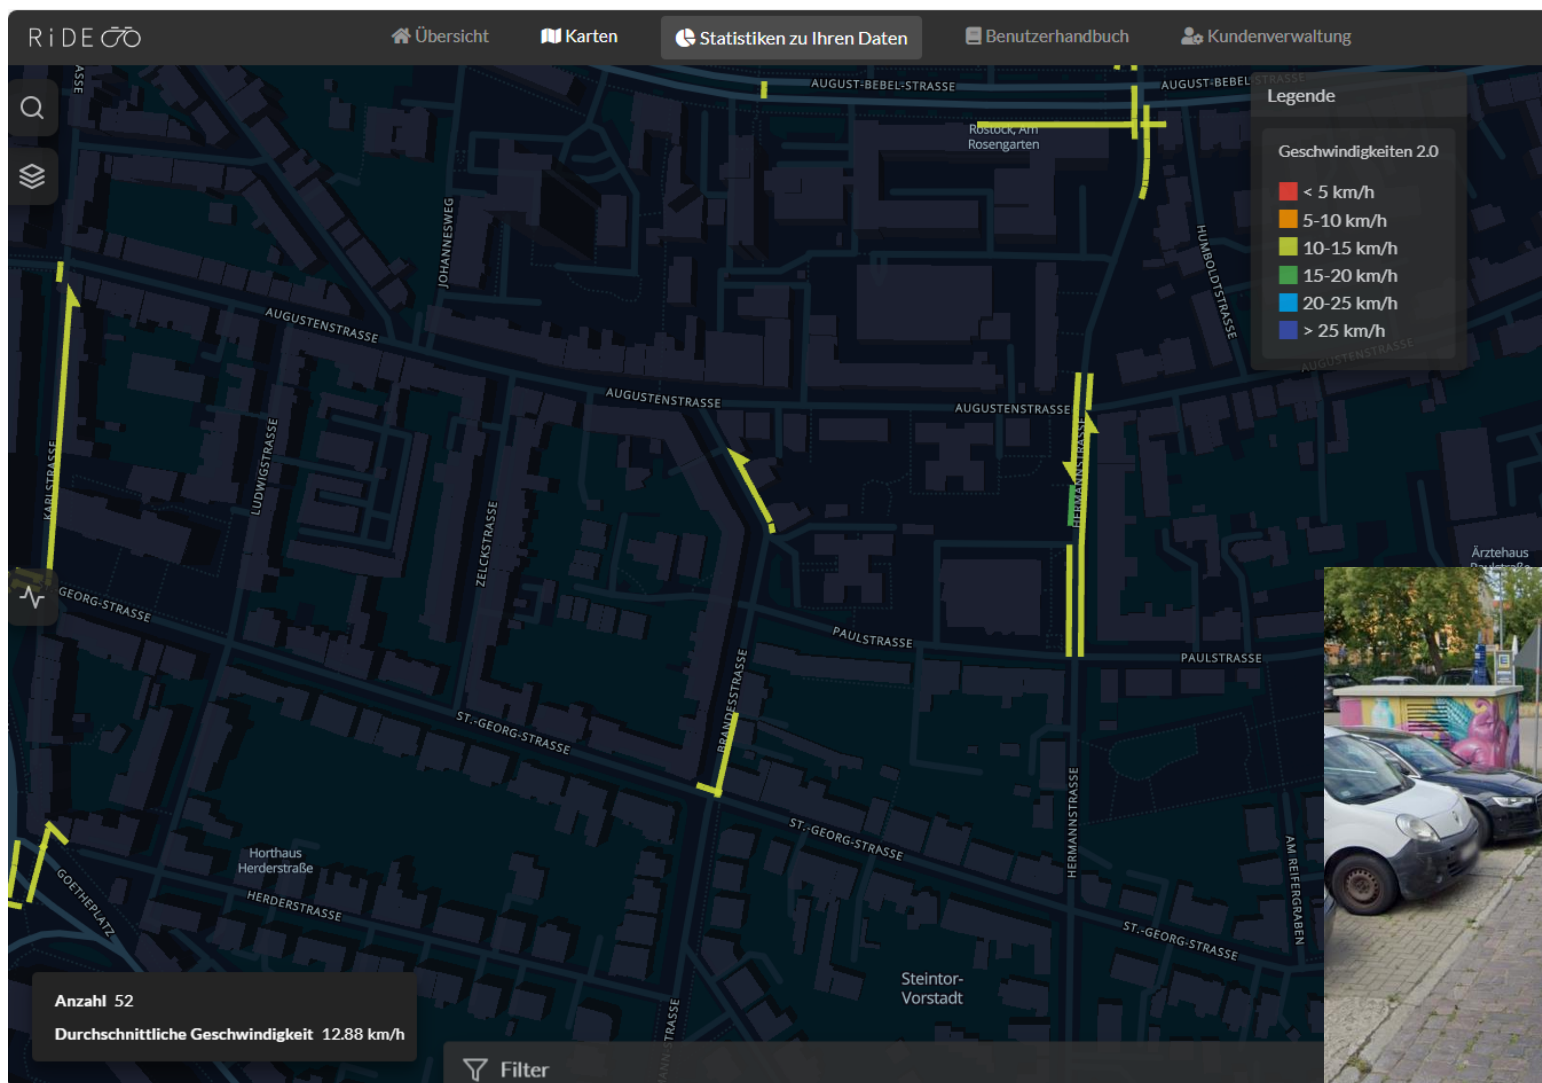 RiDE
Übersicht
Karten
Statistiken zu Ihren Daten
Benutzerhandbuch
Kundenverwaltung
AUGUST-BEBEL-STRASSE
AUGUST-BEBEL-STRASSE
Legende
Geschwindigkeiten 2.0
< 5 km/h
5-10 km/h
10-15 km/h
15-20 km/h
20-25 km/h
> 25 km/h
Rostock, Am
Rosengarten
JOHANNESWEG
HUMBOLDTSTRASSE
AUGUSTENSTRASSE
AUGUSTENSTRASSE
AUGUSTENSTRASSE
AUGUSTENSTRASSE
KARLSTRASSE
LUDWIGSTRASSE
ZELCKSTRASSE
HERMANNSTRASSE
Ärztehaus
Paulstraße
GEORG-STRASSE
PAULSTRASSE
PAULSTRASSE
BRANDESSTRASSE
ST.-GEORG-STRASSE
ST.-GEORG-STRASSE
HERMANNSTRASSE
AM REIFERGRABEN
Horthaus
Herderstraße
GOETHEPLATZ
HERDERSTRASSE
ST.-GEORG-STRASSE
Steintor-
Vorstadt
Anzahl 52
Durchschnittliche Geschwindigkeit 12.88 km/h
Filter